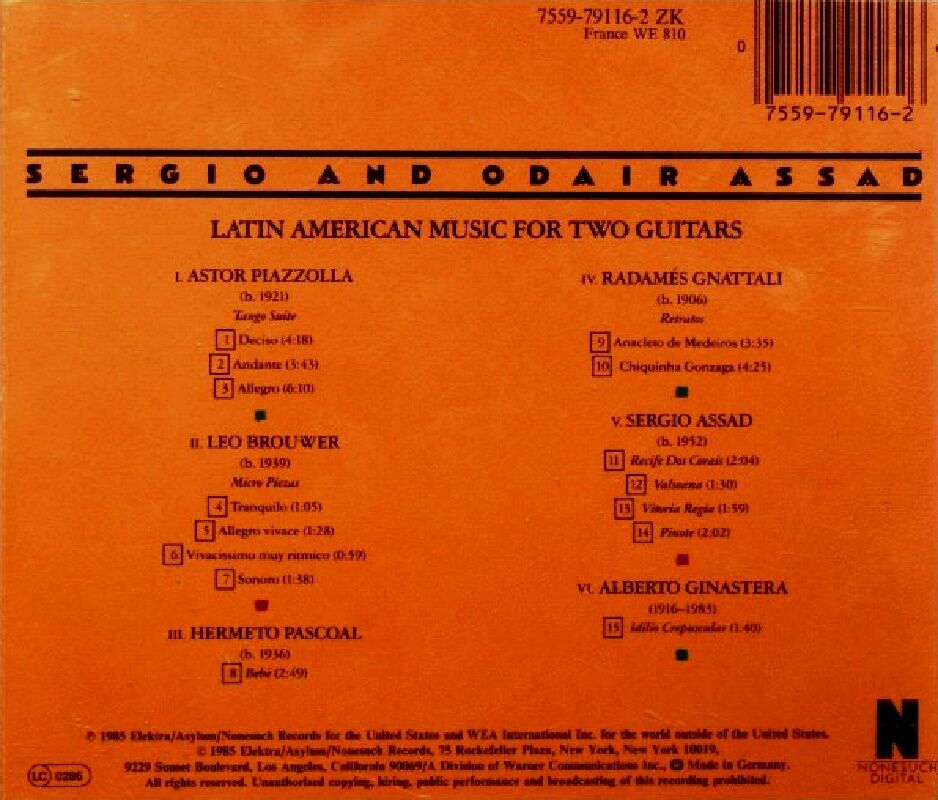 7559-79116-2 ZK
France WE 810
0
7559-79116-2
SERGIO AND ODAIR ASSAD
LATIN AMERICAN MUSIC FOR TWO GUITARS
I. ASTOR PIAZZOLLA
(b. 1921)
Tango Suite
1 Deciso (4:18)
2 Andante (3:43)
3 Allegro (6:10)
II. LEO BROUWER
(b. 1939)
Micro Piezas
4 Tranquilo (1:05)
5 Allegro vivace (1:28)
6 Vivacissimo muy ritmico (0:59)
7 Sonoro (1:38)
III. HERMETO PASCOAL
(b. 1936)
8 Bebê (2:49)
IV. RADAMÉS GNATTALI
(b. 1906)
Retratos
9 Anacleto de Medeiros (3:35)
10 Chiquinha Gonzaga (4:25)
V. SERGIO ASSAD
(b. 1952)
11 Recife Dos Corais (2:04)
12 Valseana (1:30)
13 Vitoria Regia (1:59)
14 Pinote (2:02)
VI. ALBERTO GINASTERA
(1916–1983)
15 Idilio Crepuscular (1:40)
℗ 1985 Elektra/Asylum/Nonesuch Records for the United States and WEA International Inc. for the world outside of the United States.
© 1985 Elektra/Asylum/Nonesuch Records, 75 Rockefeller Plaza, New York, New York 10019,
9229 Sunset Boulevard, Los Angeles, California 90069/A Division of Warner Communications Inc., Made in Germany.
All rights reserved. Unauthorized copying, hiring, public performance and broadcasting of this recording prohibited.
LC 0286
N
NONESUCH
DIGITAL